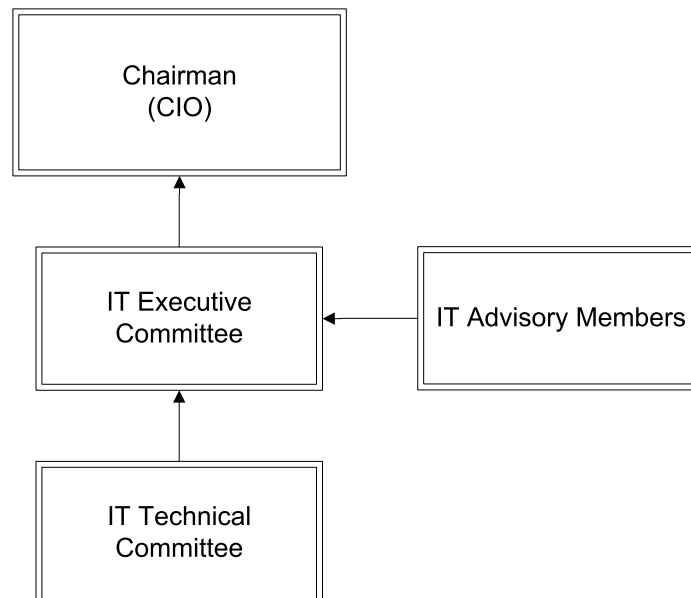 Chairman
(CIO)
IT Executive
Committee
IT Advisory Members
IT Technical
Committee